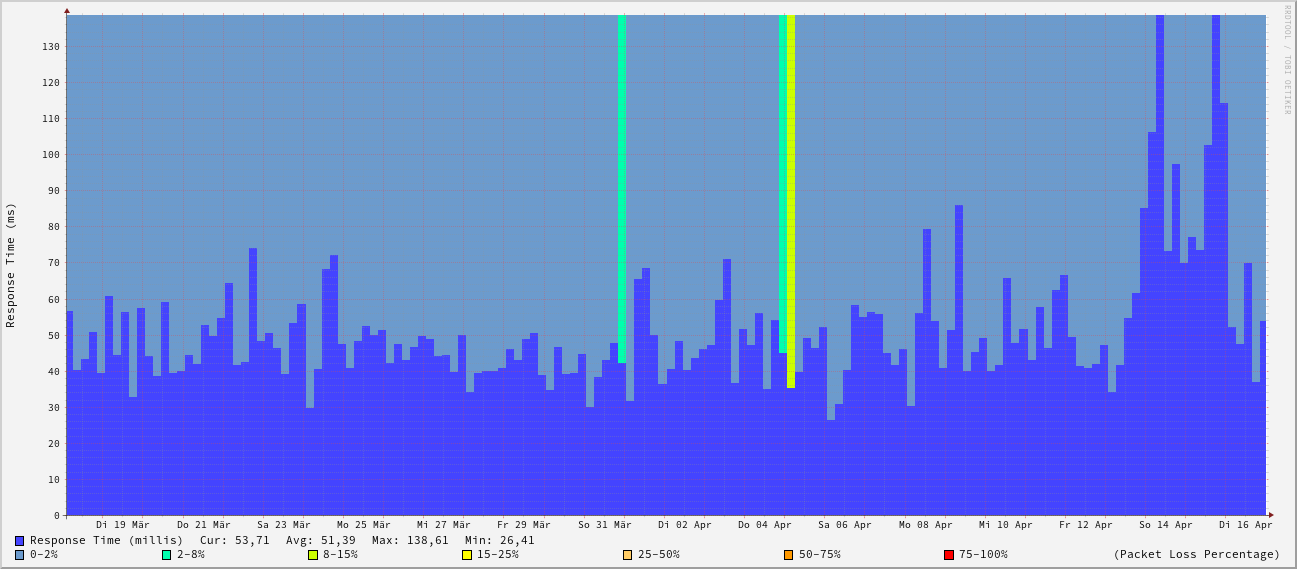 RRDTOOL / TOBI OETIKER
Response Time (ms)
130
120
110
100
90
80
70
60
50
40
30
20
10
0
Di 19 Mär Do 21 Mär Sa 23 Mär Mo 25 Mär Mi 27 Mär Fr 29 Mär So 31 Mär Di 02 Apr Do 04 Apr Sa 06 Apr Mo 08 Apr Mi 10 Apr Fr 12 Apr So 14 Apr Di 16 Apr
Response Time (millis) Cur: 53,71 Avg: 51,39 Max: 138,61 Min: 26,41
0-2% 2-8% 8-15% 15-25% 25-50% 50-75% 75-100% (Packet Loss Percentage)